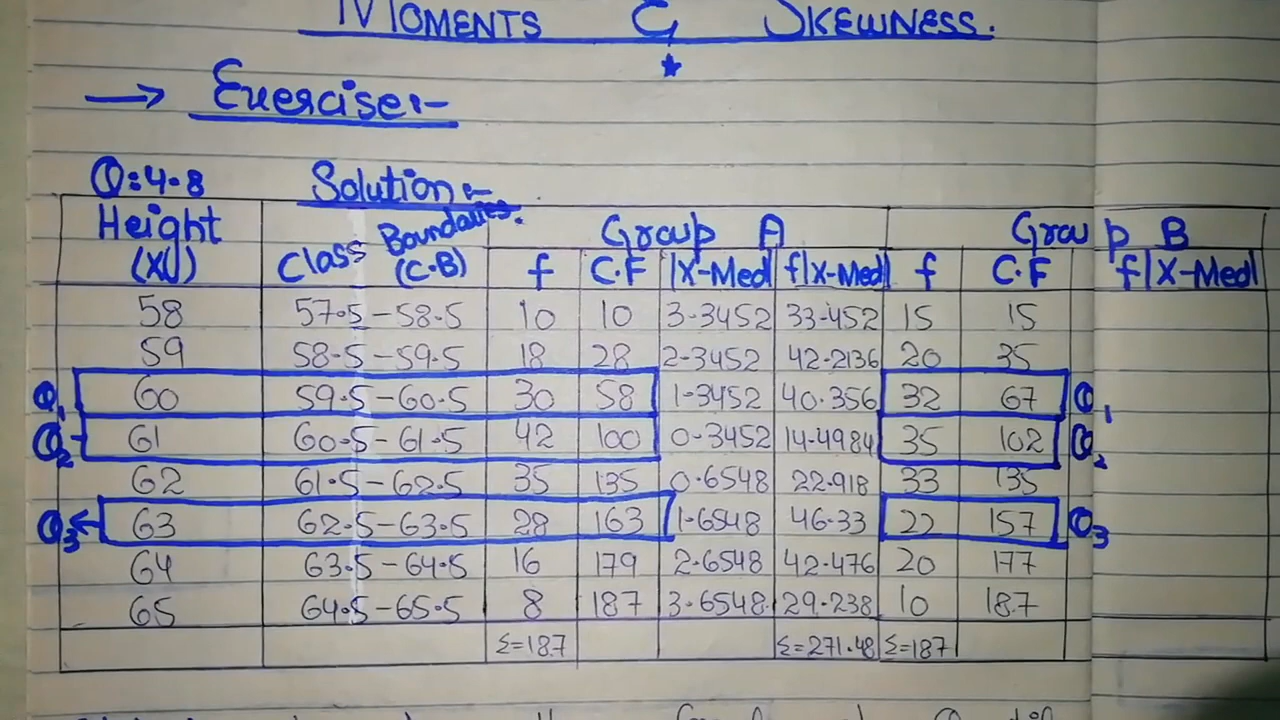 MOMENTS & SKEWNESS.
→ Exercise:-
Q:4.8 Solution:-
Height (Xi) Class Boundaries. (C.B) Group A Group B
f C.F |X-Med| f|X-Med| f C.F f|X-Med|
58 57.5-58.5 10 10 3.3452 33.452 15 15
59 58.5-59.5 18 28 2.3452 42.2136 20 35
Q1 60 59.5-60.5 30 58 1.3452 40.356 32 67 Q1
Q2 61 60.5-61.5 42 100 0.3452 14.4984 35 102 Q2
62 61.5-62.5 35 135 0.6548 22.918 33 135
Q3 63 62.5-63.5 28 163 1.6548 46.33 22 157 Q3
64 63.5-64.5 16 179 2.6548 42.476 20 177
65 64.5-65.5 8 187 3.6548 29.238 10 187
Σ=187 Σ=271.48 Σ=187